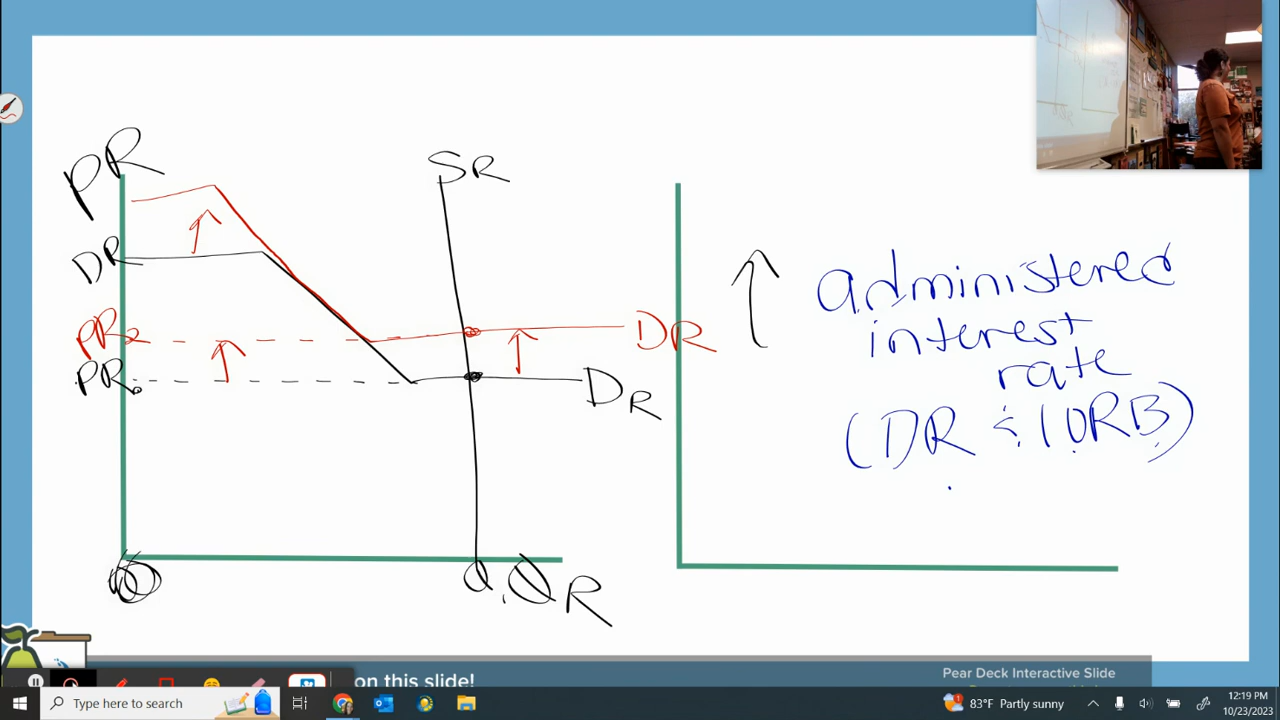 PR
SR
DR
PR2
DR
PR
DR
QR
administered
interest
rate
(DR & IORB)
on this slide!
Pear Deck Interactive Slide
Type here to search
83°F Partly sunny
12:19 PM
10/23/2023